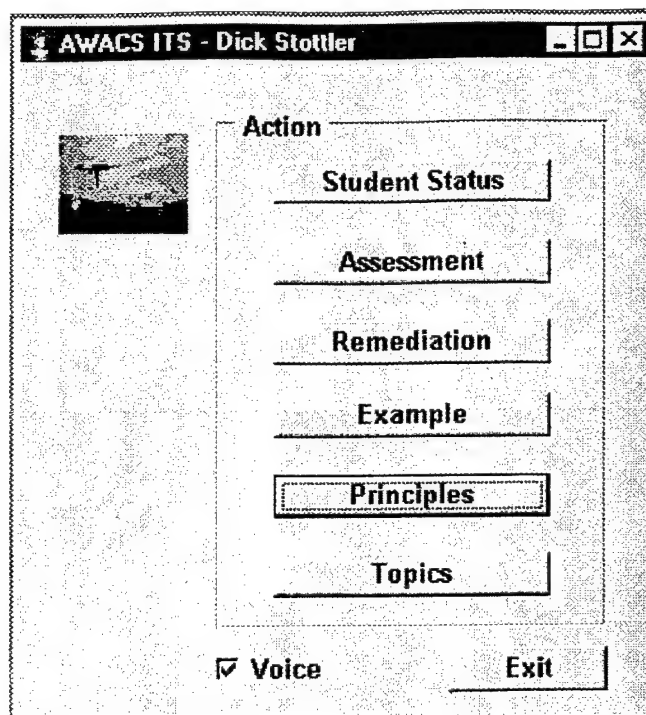 AWACS ITS - Dick Stottler
Action
Student Status
Assessment
Remediation
Example
Principles
Topics
Voice
Exit